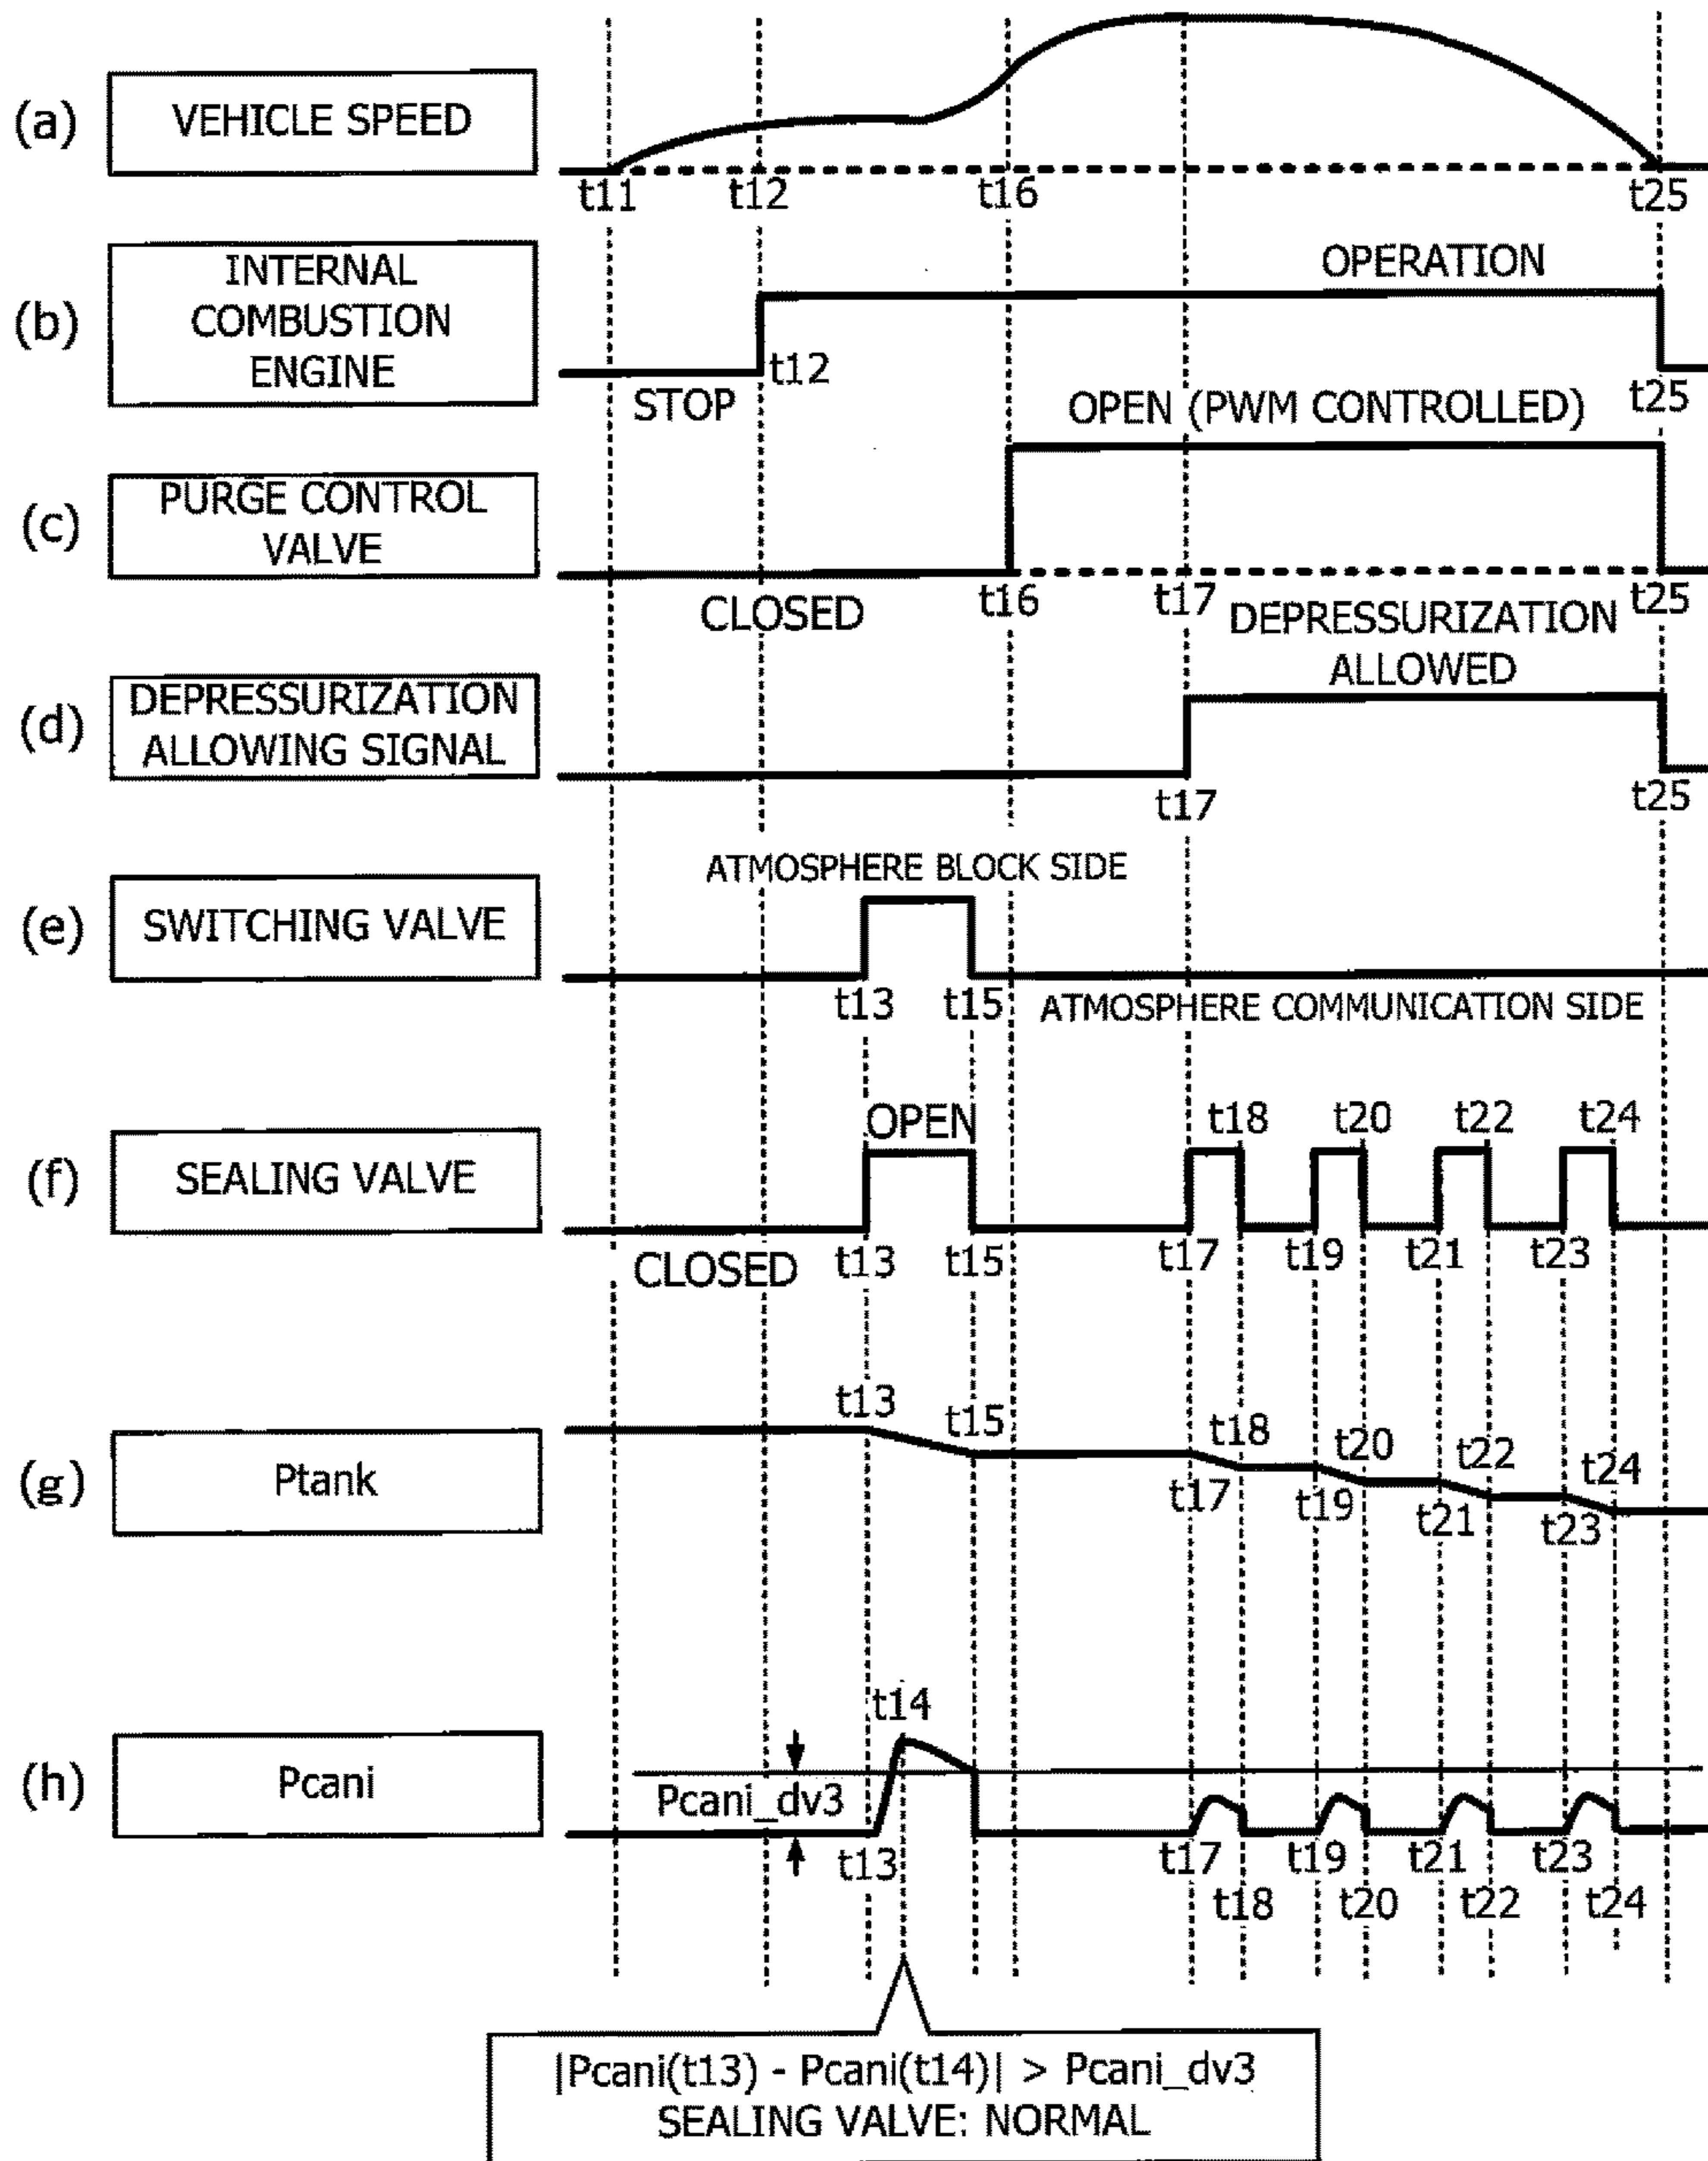 (a)
VEHICLE SPEED
t11
t12
t16
t25
(b)
INTERNAL
COMBUSTION
ENGINE
OPERATION
t12
STOP
t25
(c)
PURGE CONTROL
VALVE
OPEN (PWM CONTROLLED)
CLOSED
t16
t17
t25
(d)
DEPRESSURIZATION
ALLOWING SIGNAL
DEPRESSURIZATION
ALLOWED
t17
t25
(e)
SWITCHING VALVE
ATMOSPHERE BLOCK SIDE
t13
t15
ATMOSPHERE COMMUNICATION SIDE
(f)
SEALING VALVE
OPEN
t18
t20
t22
t24
CLOSED
t13
t15
t17
t19
t21
t23
(g)
Ptank
t13
t15
t18
t20
t22
t24
t17
t19
t21
t23
(h)
Pcani
t14
Pcani_dv3
t13
t17
t19
t21
t23
t18
t20
t22
t24
|Pcani(t13) - Pcani(t14)| > Pcani_dv3
SEALING VALVE: NORMAL